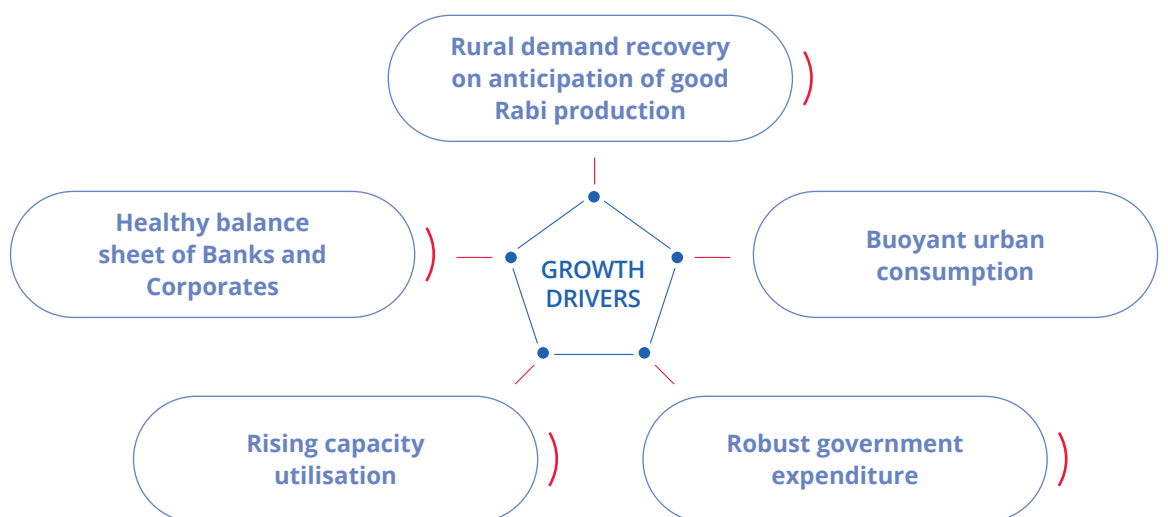 Rural demand recovery
on anticipation of good
Rabi production
Healthy balance
sheet of Banks and
Corporates
GROWTH
DRIVERS
Buoyant urban
consumption
Rising capacity
utilisation
Robust government
expenditure